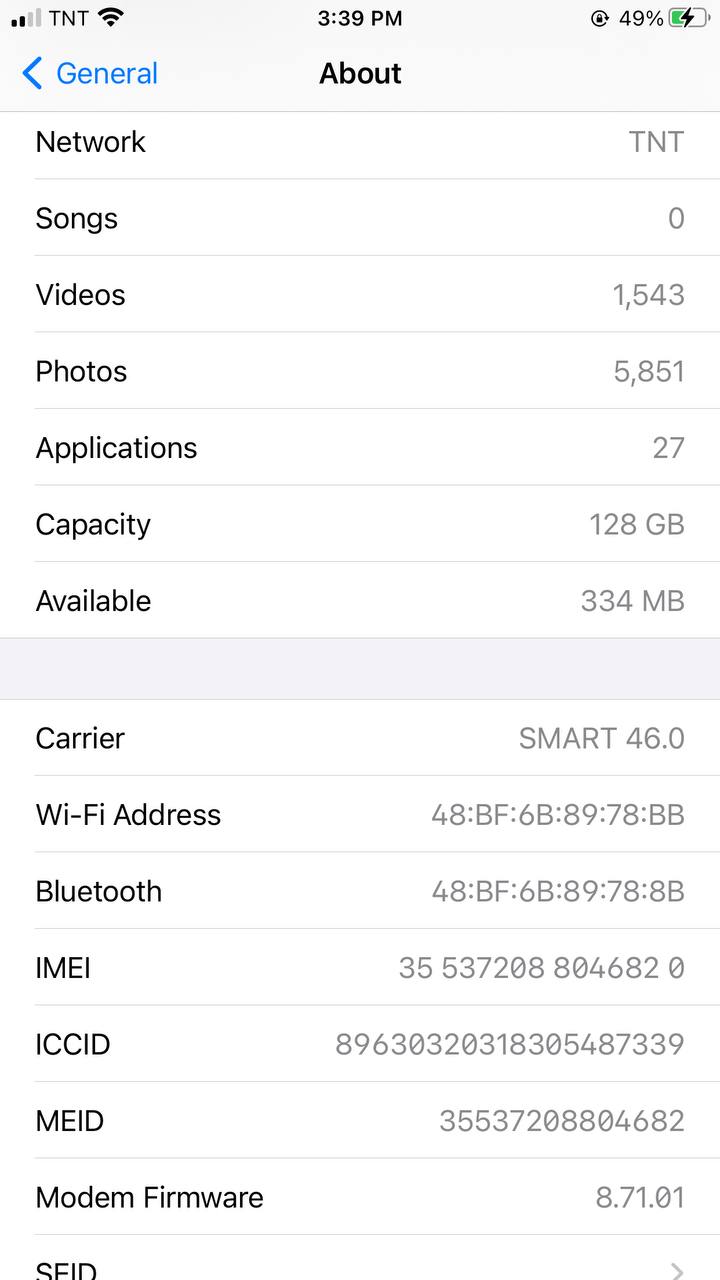 TNT 3:39 PM 49%
General About
Network TNT
Songs 0
Videos 1,543
Photos 5,851
Applications 27
Capacity 128 GB
Available 334 MB
Carrier SMART 46.0
Wi-Fi Address 48:BF:6B:89:78:BB
Bluetooth 48:BF:6B:89:78:8B
IMEI 35 537208 804682 0
ICCID 89630320318305487339
MEID 35537208804682
Modem Firmware 8.71.01
SEID